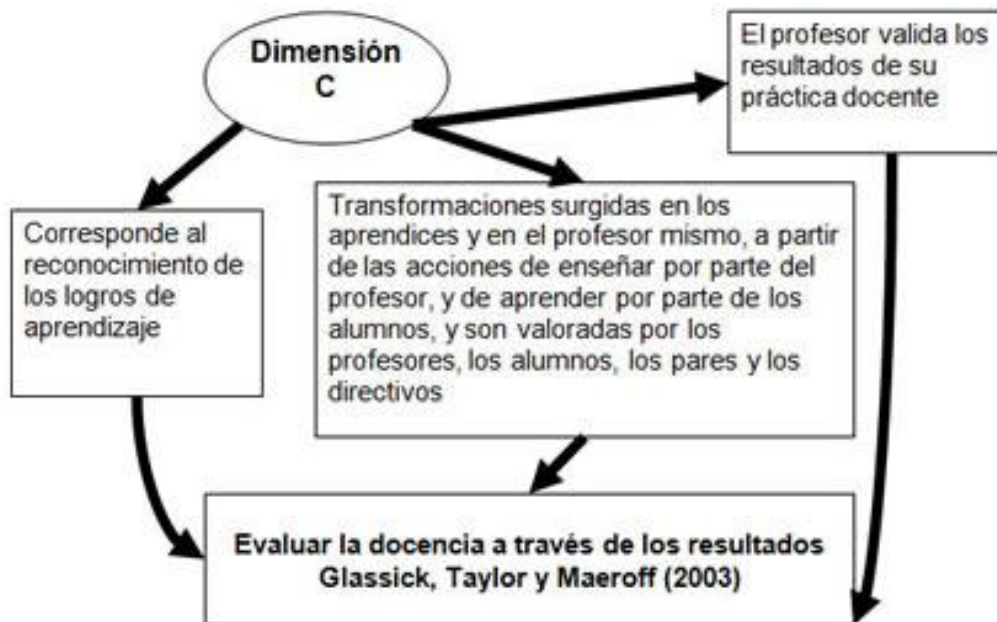 Dimensión
C
El profesor valida los
resultados de su
práctica docente
Corresponde al
reconocimiento de
los logros de
aprendizaje
Transformaciones surgidas en los
aprendices y en el profesor mismo, a partir
de las acciones de enseñar por parte del
profesor, y de aprender por parte de los
alumnos, y son valoradas por los
profesores, los alumnos, los pares y los
directivos
Evaluar la docencia a través de los resultados
Glassick, Taylor y Maeroff (2003)